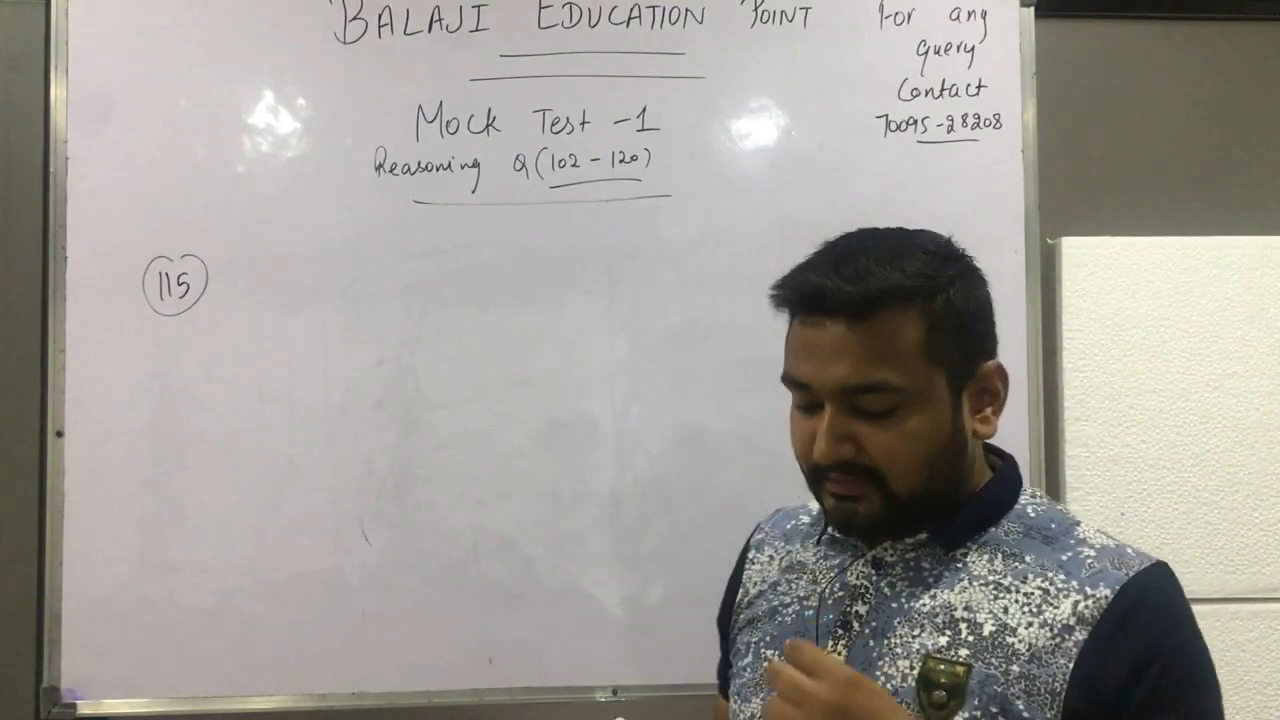 BALAJI EDUCATION POINT
For any
query
Contact
70095-28208
Mock Test -1
Reasoning Q(102-120)
115